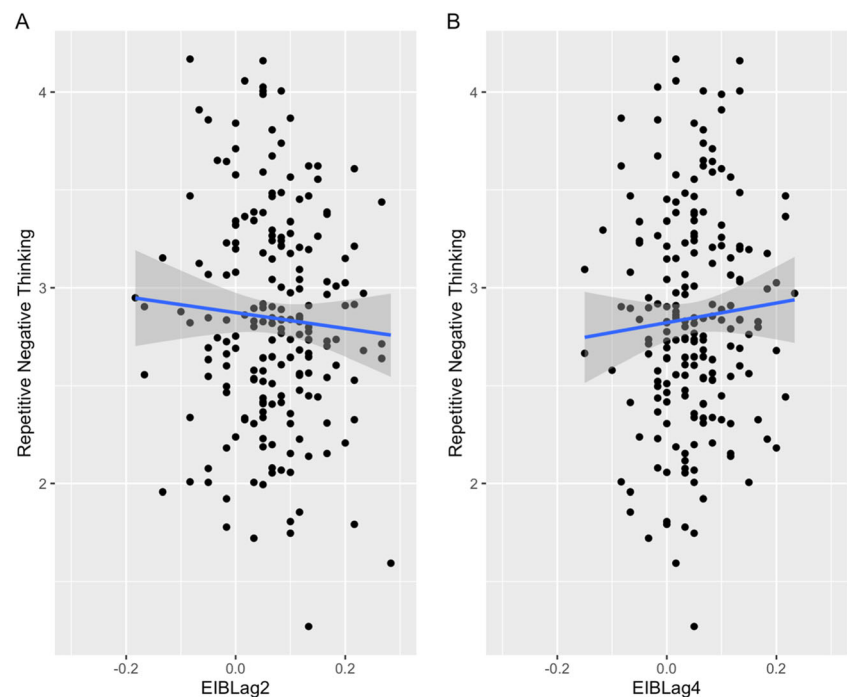 A
B
Repetitive Negative Thinking
4
3
2
-0.2
0.0
0.2
EIBLag2
Repetitive Negative Thinking
4
3
2
-0.2
0.0
0.2
EIBLag4